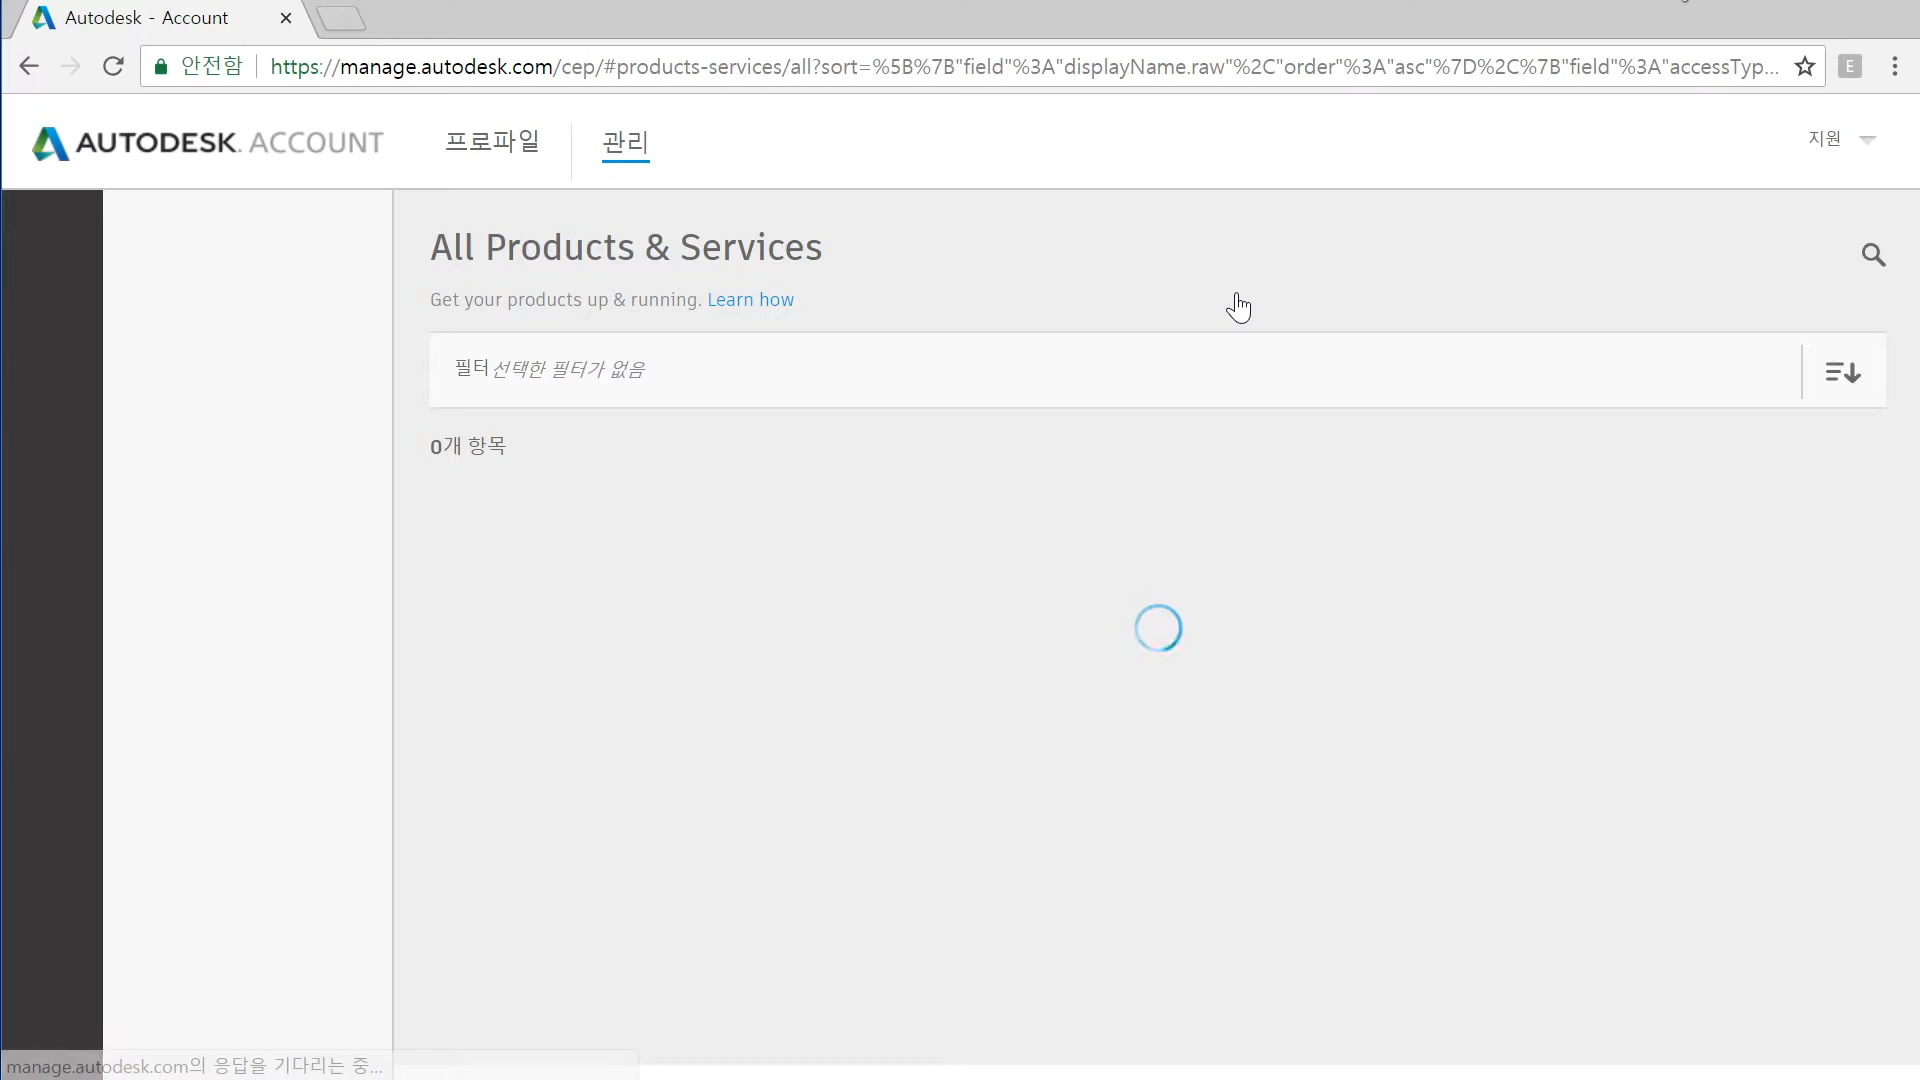 Autodesk - Account
안전함 https://manage.autodesk.com/cep/#products-services/all?sort=%5B%7B"field"%3A"displayName.raw"%2C"order"%3A"asc"%7D%2C%7B"field"%3A"accessTyp... E
AUTODESK. ACCOUNT 프로파일 관리 지원
All Products & Services
Get your products up & running. Learn how
필터 선택한 필터가 없음
0개 항목
manage.autodesk.com의 응답을 기다리는 중...